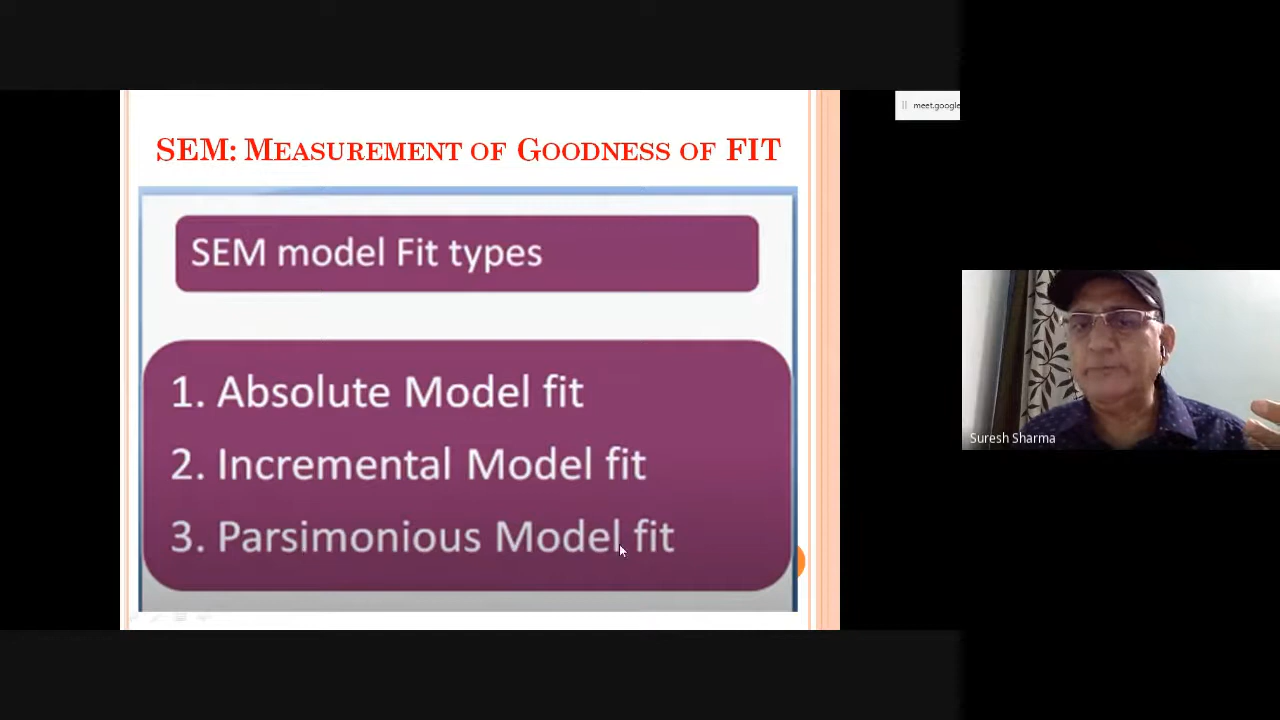 SEM: MEASUREMENT OF GOODNESS OF FIT
meet.google
SEM model Fit types
1. Absolute Model fit
2. Incremental Model fit
3. Parsimonious Model fit
Suresh Sharma